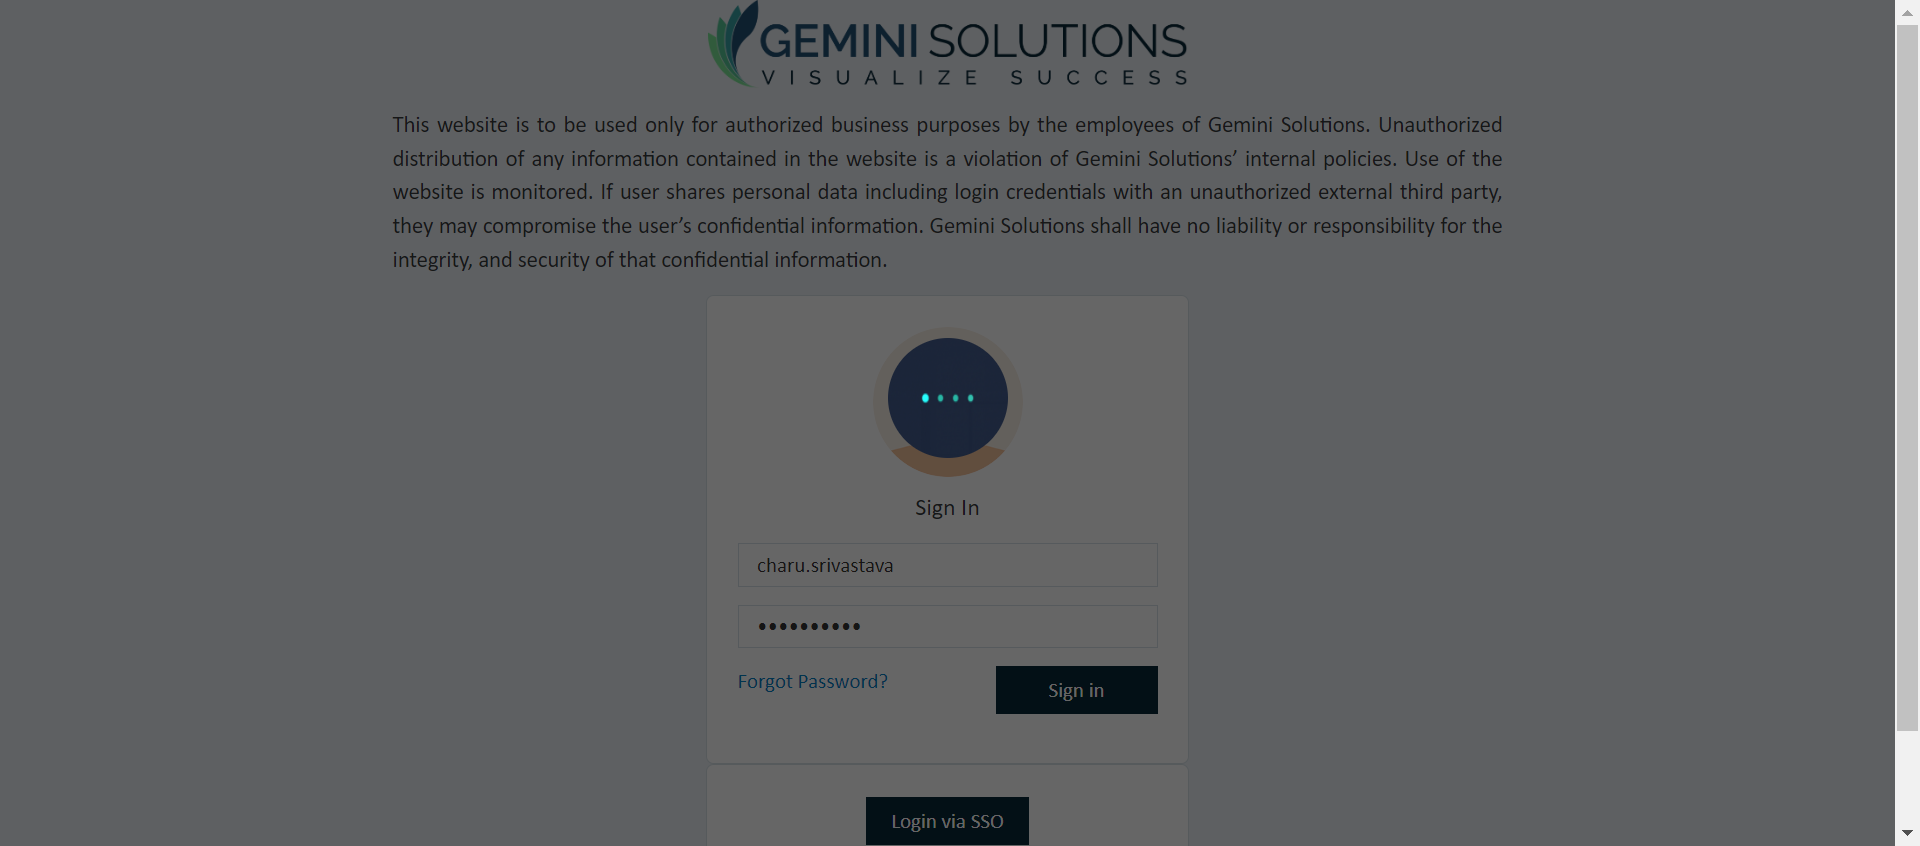 GEMINI SOLUTIONS
VISUALIZE SUCCESS
This website is to be used only for authorized business purposes by the employees of Gemini Solutions. Unauthorized
distribution of any information contained in the website is a violation of Gemini Solutions’ internal policies. Use of the
website is monitored. If user shares personal data including login credentials with an unauthorized external third party,
they may compromise the user’s confidential information. Gemini Solutions shall have no liability or responsibility for the
integrity, and security of that confidential information.
Sign In
charu.srivastava
••••••••••
Forgot Password?
Sign in
Login via SSO